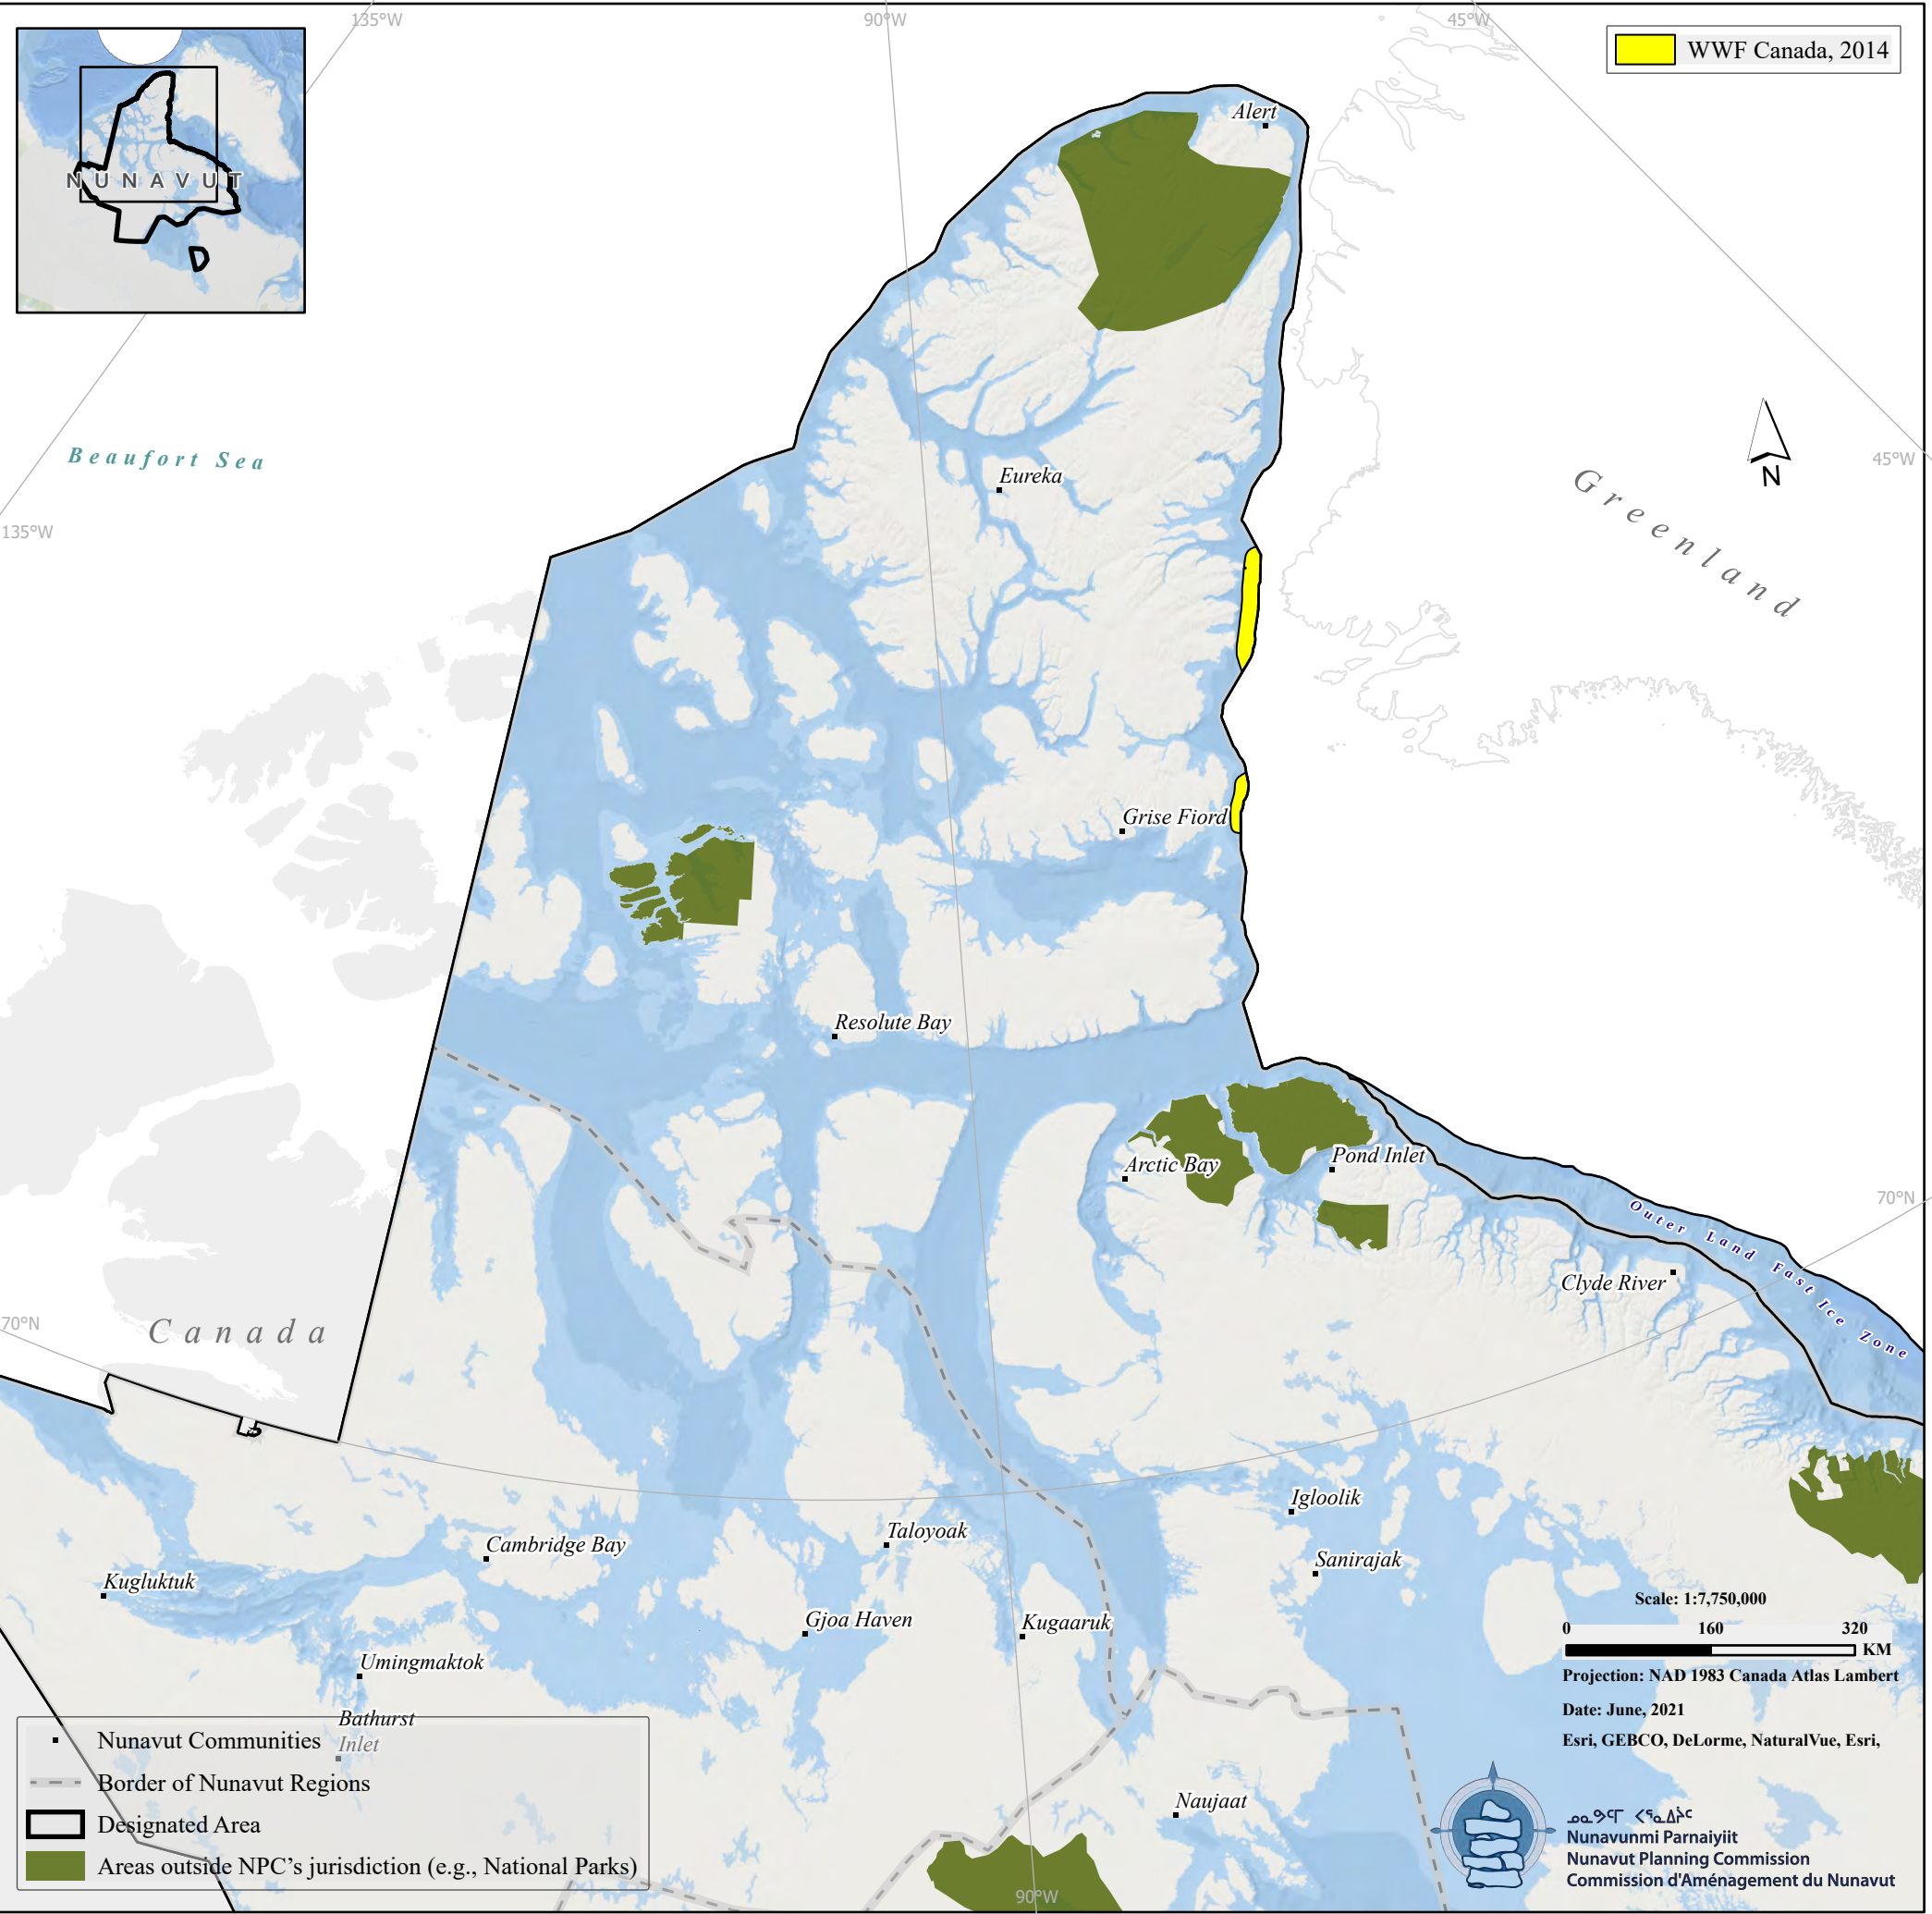 135°W
90°W
45°W
WWF Canada, 2014
NUNAVUT
Alert
Beaufort Sea
45°W
Eureka
Greenland
N
135°W
Grise Fiord
Resolute Bay
Arctic Bay
Pond Inlet
70°N
Outer Land Fast Ice Zone
Clyde River
70°N
Canada
Igloolik
Taloyoak
Cambridge Bay
Sanirajak
Kugluktuk
Gjoa Haven
Kugaaruk
Umingmaktok
Bathurst
Inlet
Naujaat
90°W
Scale: 1:7,750,000
0 160 320
KM
Projection: NAD 1983 Canada Atlas Lambert
Date: June, 2021
Esri, GEBCO, DeLorme, NaturalVue, Esri,
Nunavut Communities
Border of Nunavut Regions
Designated Area
Areas outside NPC's jurisdiction (e.g., National Parks)
ᓄᓇᕗᒻᒥ ᐸᕐᓇᐃᔩᑦ
Nunavunmi Parnaiyiit
Nunavut Planning Commission
Commission d'Aménagement du Nunavut